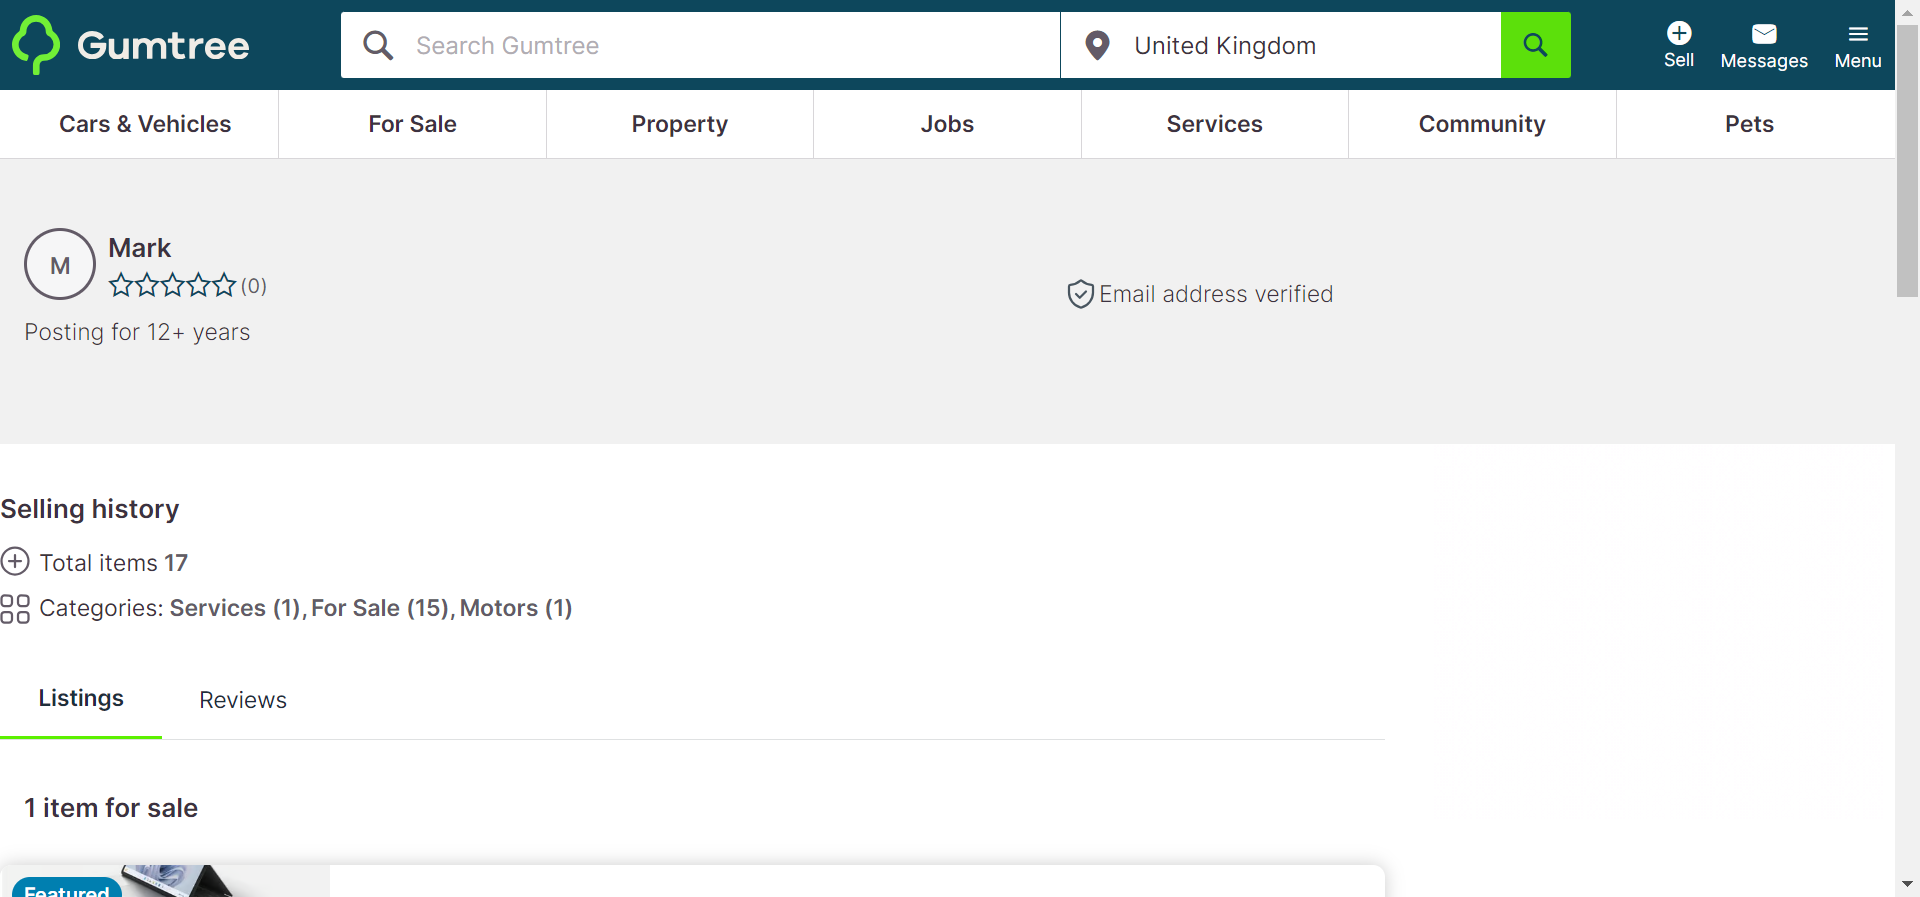 Gumtree
Search Gumtree
United Kingdom
Sell
Messages
Menu
Cars & Vehicles
For Sale
Property
Jobs
Services
Community
Pets
M
Mark
(0)
Posting for 12+ years
Email address verified
Selling history
Total items 17
Categories: Services (1), For Sale (15), Motors (1)
Listings
Reviews
1 item for sale
Featured